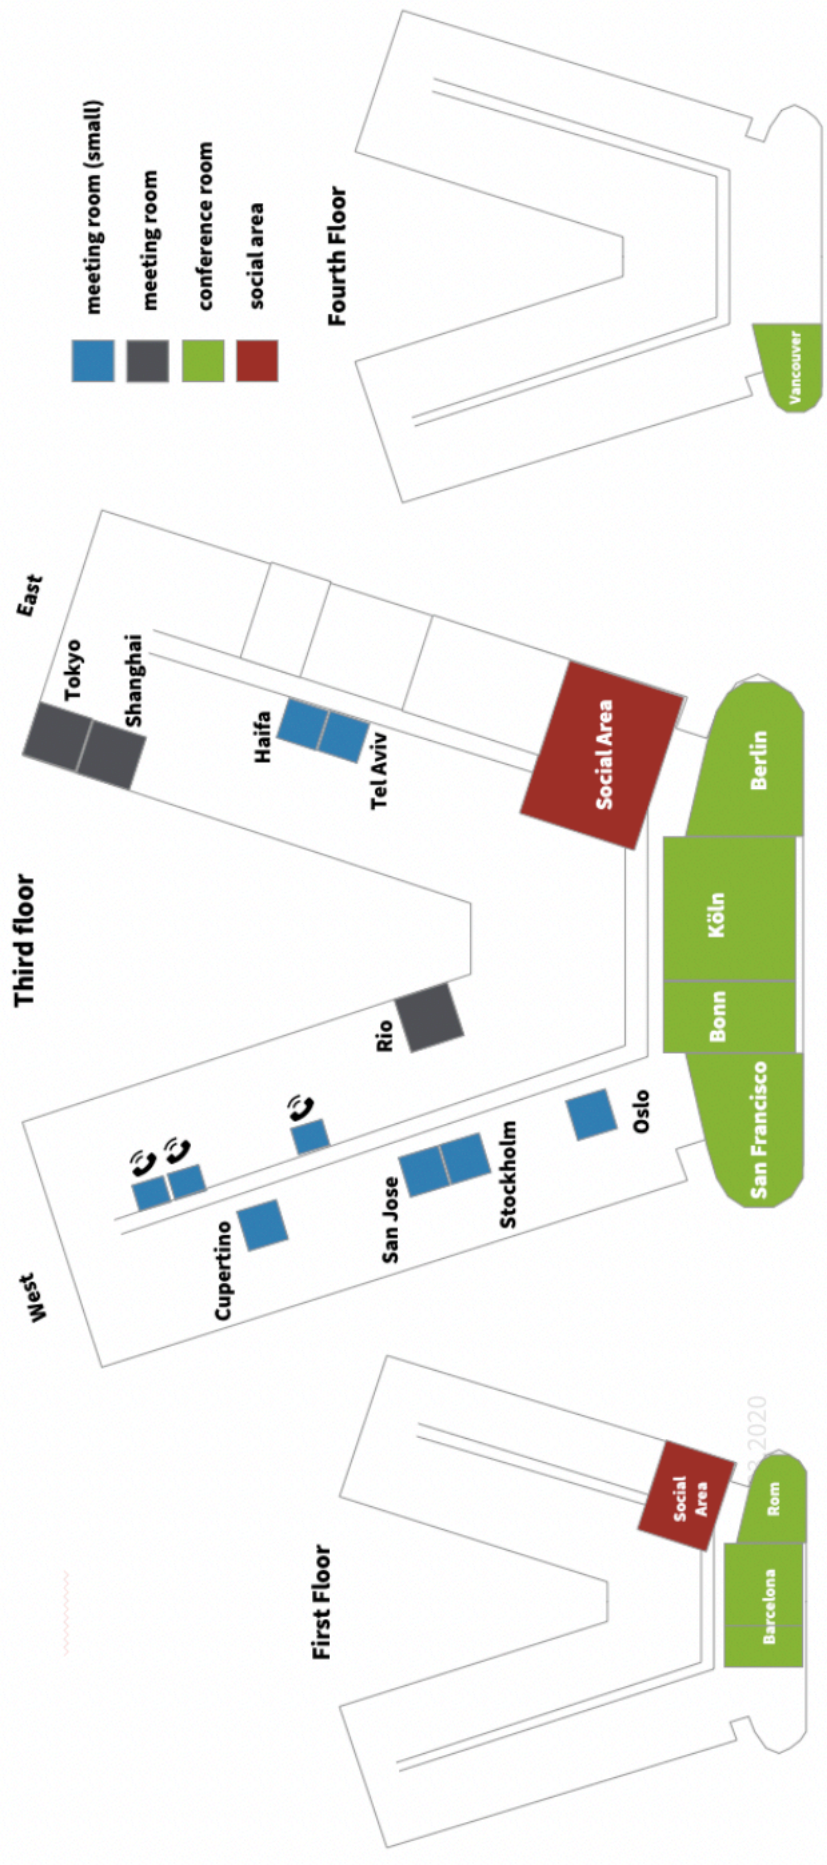 First Floor
Social
Area
Barcelona
Rom
2020
Third floor
West
East
Cupertino
San Jose
Stockholm
Oslo
Rio
Haifa
Tel Aviv
Tokyo
Shanghai
Social Area
San Francisco
Bonn
Köln
Berlin
meeting room (small)
meeting room
conference room
social area
Fourth Floor
Vancouver